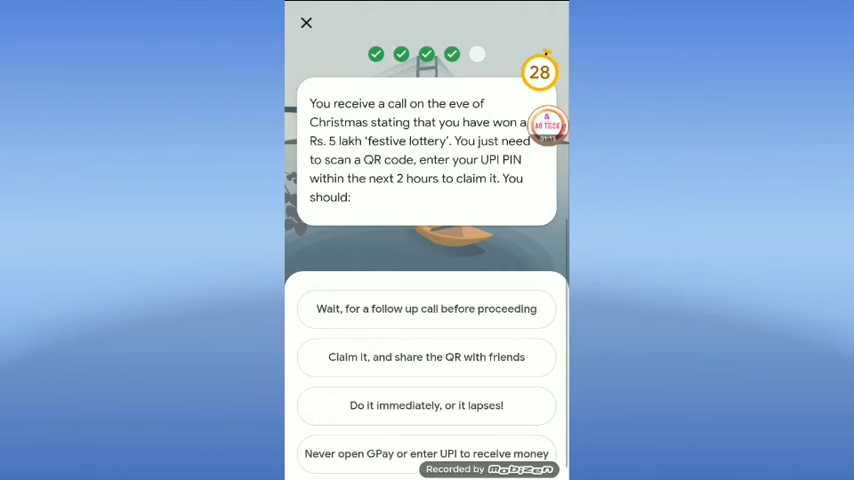 28
You receive a call on the eve of
Christmas stating that you have won a
Rs. 5 lakh 'festive lottery'. You just need
to scan a QR code, enter your UPI PIN
within the next 2 hours to claim it. You
should:
AG TECH
Wait, for a follow up call before proceeding
Claim it, and share the QR with friends
Do it immediately, or it lapses!
Never open GPay or enter UPI to receive money
Recorded by mobizen